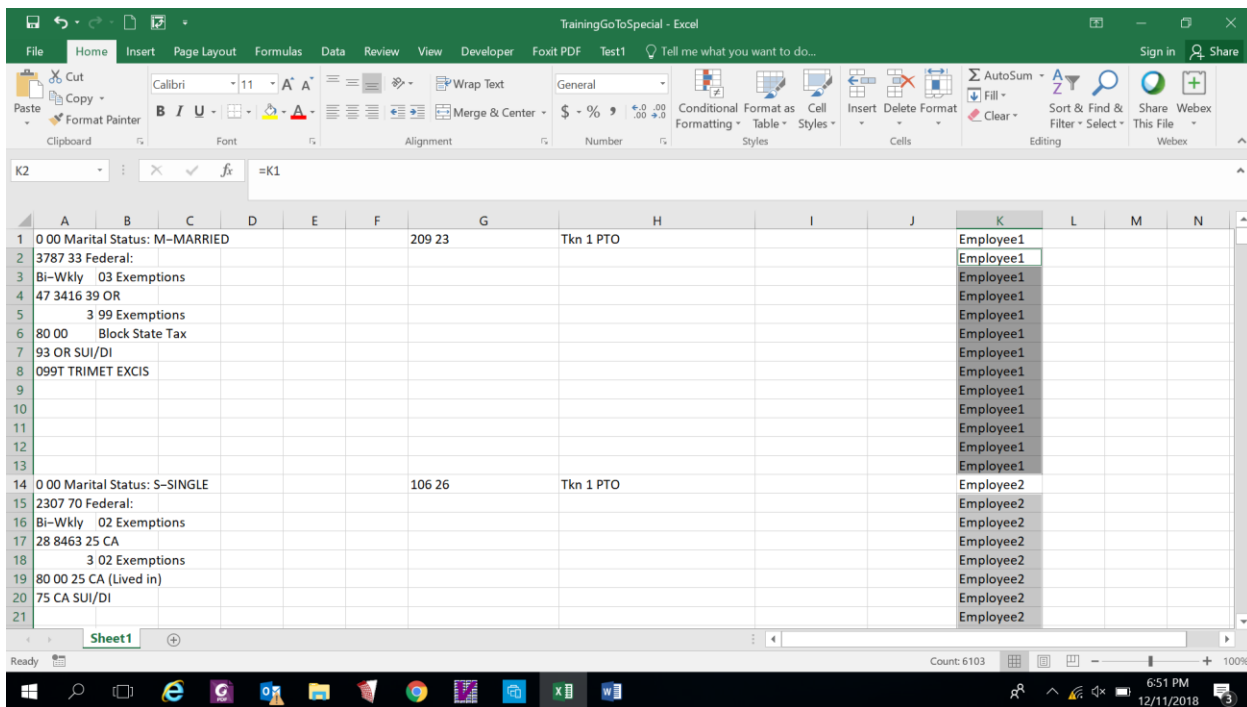 TrainingGoToSpecial - Excel
File Home Insert Page Layout Formulas Data Review View Developer Foxit PDF Test1 Tell me what you want to do... Sign in Share
Paste
Cut
Copy
Format Painter
Clipboard
Calibri 11 A A
B I U A
Font
Wrap Text
Merge & Center
Alignment
General
$ % , .0 .00 .00 .0
Number
Conditional Formatting
Format as Table
Cell Styles
Styles
Insert Delete Format
Cells
AutoSum
Fill
Clear
Sort & Filter
Find & Select
Editing
Share This File
Webex
Webex
K2 fx =K1
A B C D E F G H I J K L M N
1 0 00 Marital Status: M−MARRIED 209 23 Tkn 1 PTO Employee1
2 3787 33 Federal: Employee1
3 Bi−Wkly 03 Exemptions Employee1
4 47 3416 39 OR Employee1
5 3 99 Exemptions Employee1
6 80 00 Block State Tax Employee1
7 93 OR SUI/DI Employee1
8 099T TRIMET EXCIS Employee1
9 Employee1
10 Employee1
11 Employee1
12 Employee1
13 Employee1
14 0 00 Marital Status: S−SINGLE 106 26 Tkn 1 PTO Employee2
15 2307 70 Federal: Employee2
16 Bi−Wkly 02 Exemptions Employee2
17 28 8463 25 CA Employee2
18 3 02 Exemptions Employee2
19 80 00 25 CA (Lived in) Employee2
20 75 CA SUI/DI Employee2
21 Employee2
Sheet1
Ready Count: 6103 100%
6:51 PM
12/11/2018
3